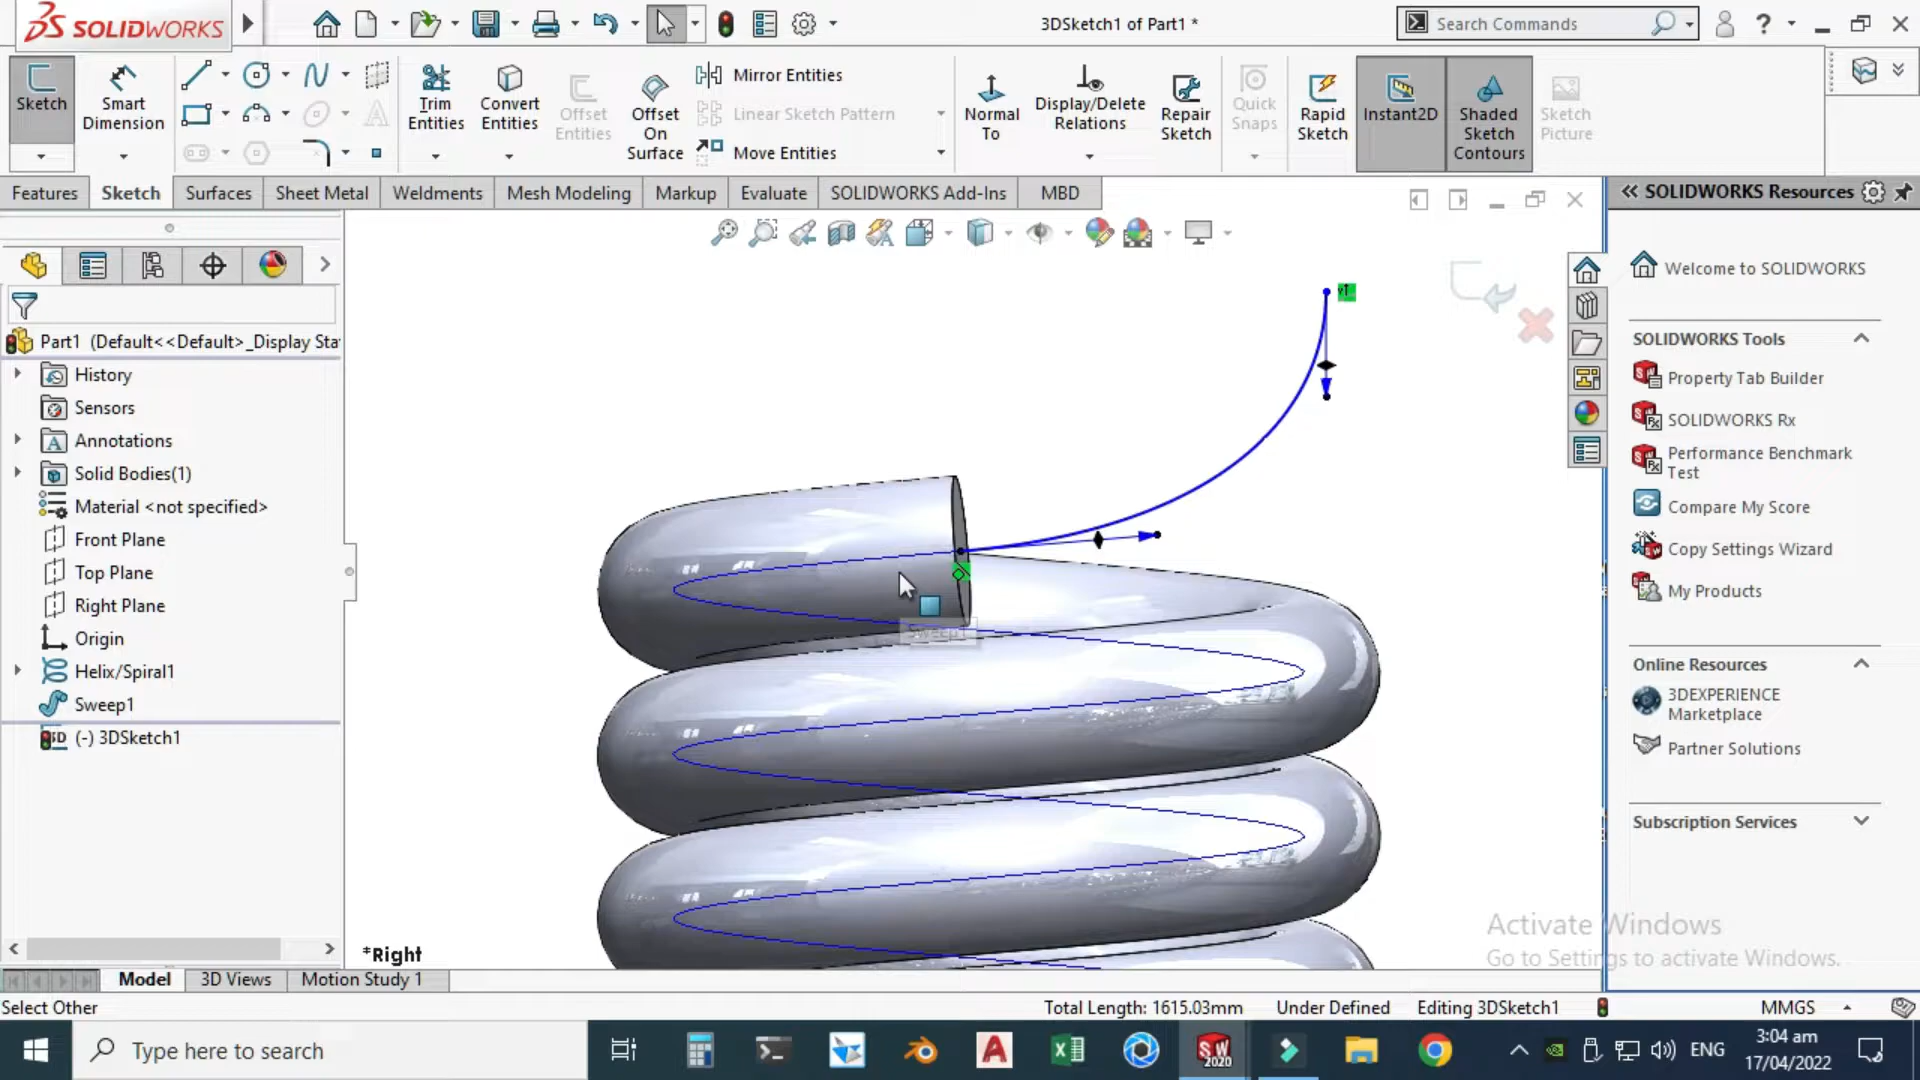 SOLIDWORKS
3DSketch1 of Part1 *
Search Commands
Sketch
Smart Dimension
Trim Entities
Convert Entities
Offset Entities
Offset On Surface
Mirror Entities
Linear Sketch Pattern
Move Entities
Normal To
Display/Delete Relations
Repair Sketch
Quick Snaps
Rapid Sketch
Instant2D
Shaded Sketch Contours
Sketch Picture
Features
Sketch
Surfaces
Sheet Metal
Weldments
Mesh Modeling
Markup
Evaluate
SOLIDWORKS Add-Ins
MBD
Part1 (Default<<Default>_Display Sta
History
Sensors
Annotations
Solid Bodies(1)
Material <not specified>
Front Plane
Top Plane
Right Plane
Origin
Helix/Spiral1
Sweep1
(-) 3DSketch1
Sweep1
*Right
SOLIDWORKS Resources
Welcome to SOLIDWORKS
SOLIDWORKS Tools
Property Tab Builder
SOLIDWORKS Rx
Performance Benchmark
Test
Compare My Score
Copy Settings Wizard
My Products
Online Resources
3DEXPERIENCE
Marketplace
Partner Solutions
Subscription Services
Activate Windows
Go to Settings to activate Windows.
Model
3D Views
Motion Study 1
Select Other
Total Length: 1615.03mm
Under Defined
Editing 3DSketch1
MMGS
Type here to search
SW
2020
ENG
3:04 am
17/04/2022